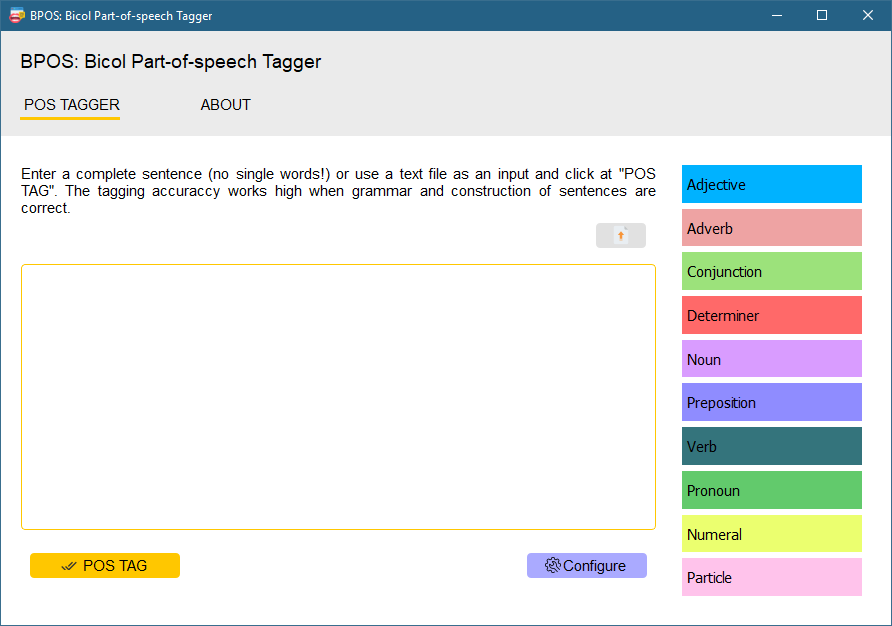 BPOS: Bicol Part-of-speech Tagger
BPOS: Bicol Part-of-speech Tagger
POS TAGGER
ABOUT
Enter a complete sentence (no single words!) or use a text file as an input and click at "POS
TAG". The tagging accuraccy works high when grammar and construction of sentences are
correct.
POS TAG
Configure
Adjective
Adverb
Conjunction
Determiner
Noun
Preposition
Verb
Pronoun
Numeral
Particle